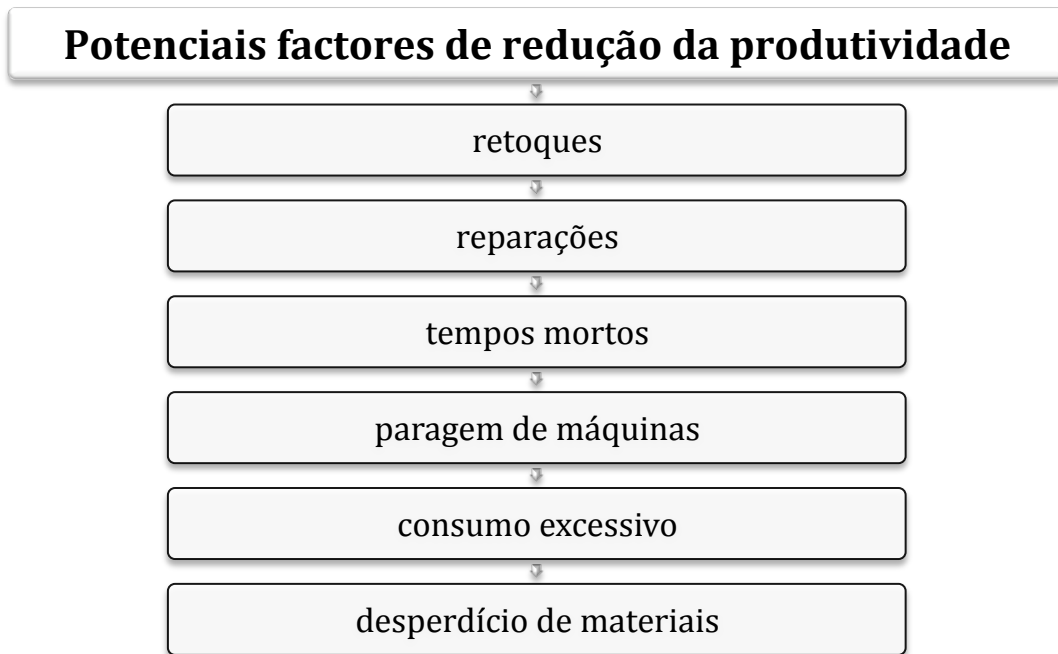 Potenciais factores de redução da produtividade
retoques
reparações
tempos mortos
paragem de máquinas
consumo excessivo
desperdício de materiais